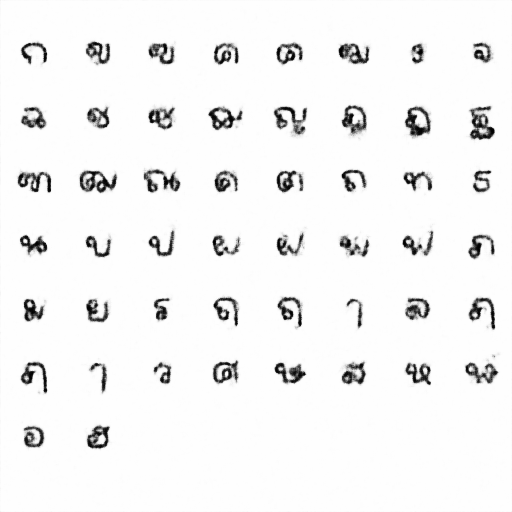 ก ข ฃ ค ฅ ฆ ง จ
ฉ ช ซ ฌ ญ ฎ ฏ ฐ
ฑ ฒ ณ ด ต ถ ท ธ
น บ ป ผ ฝ พ ฟ ภ
ม ย ร ฤ ฤ า ล ฦ
ฦ ๅ ว ศ ษ ส ห ฬ
อ ฮ